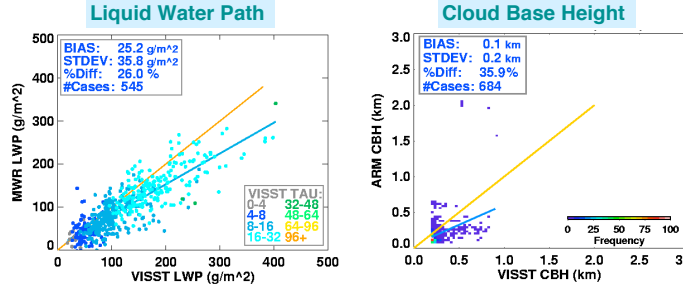 Liquid Water Path
500
400
300
200
100
0
MWR LWP (g/m^2)
BIAS: 25.2 g/m^2
STDEV: 35.8 g/m^2
%Diff: 26.0 %
#Cases: 545
VISST TAU:
0-4 32-48
4-8 48-64
8-16 64-96
16-32 96+
0 100 200 300 400 500
VISST LWP (g/m^2)
Cloud Base Height
3.0
2.5
2.0
1.5
1.0
0.5
0.0
ARM CBH (km)
BIAS: 0.1 km
STDEV: 0.2 km
%Diff: 35.9%
#Cases: 684
0 25 50 75 100
Frequency
0.0 0.5 1.0 1.5 2.0 2.5 3.0
VISST CBH (km)